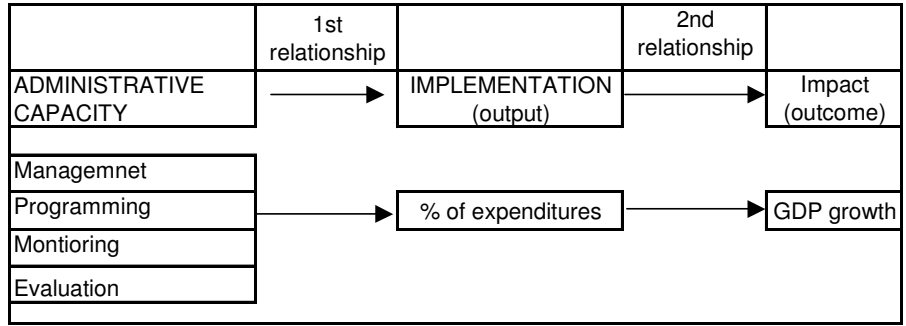 1st
relationship
2nd
relationship
ADMINISTRATIVE
CAPACITY
IMPLEMENTATION
(output)
Impact
(outcome)
Managemnet
Programming
Montioring
Evaluation
% of expenditures
GDP growth